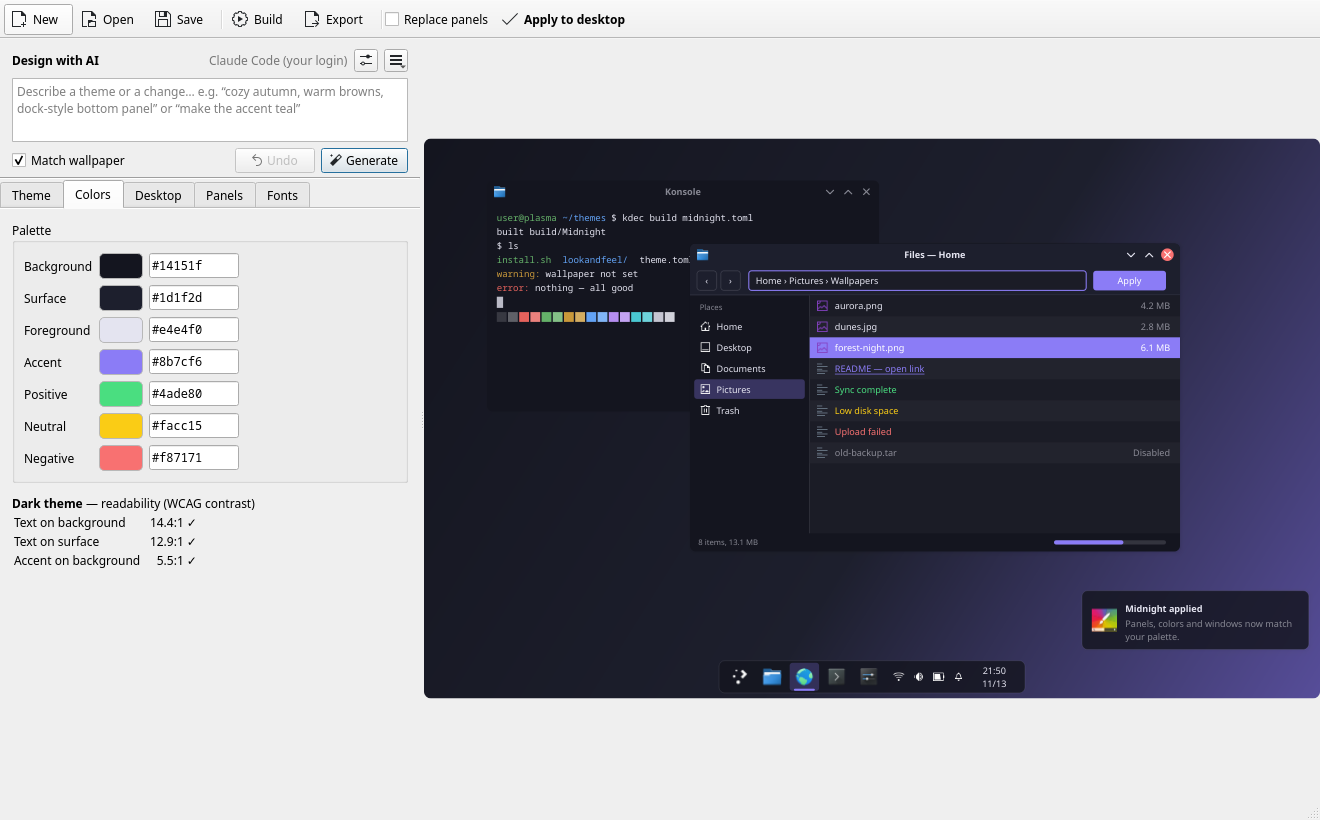 New Open Save Build Export Replace panels Apply to desktop
Design with AI Claude Code (your login)
Describe a theme or a change... e.g. “cozy autumn, warm browns,
dock-style bottom panel” or “make the accent teal”
Match wallpaper Undo Generate
Theme Colors Desktop Panels Fonts
Palette
Background #14151f
Surface #1d1f2d
Foreground #e4e4f0
Accent #8b7cf6
Positive #4ade80
Neutral #facc15
Negative #f87171
Dark theme — readability (WCAG contrast)
Text on background 14.4:1 ✓
Text on surface 12.9:1 ✓
Accent on background 5.5:1 ✓
Konsole
user@plasma ~/themes $ kdec build midnight.toml
built build/Midnight
$ ls
install.sh lookandfeel/ theme.toml
warning: wallpaper not set
error: nothing — all good
Files — Home
‹ › Home › Pictures › Wallpapers Apply
Places
Home
Desktop
Documents
Pictures
Trash
aurora.png 4.2 MB
dunes.jpg 2.8 MB
forest-night.png 6.1 MB
README — open link
Sync complete
Low disk space
Upload failed
old-backup.tar Disabled
8 items, 13.1 MB
Midnight applied
Panels, colors and windows now match
your palette.
21:50
11/13